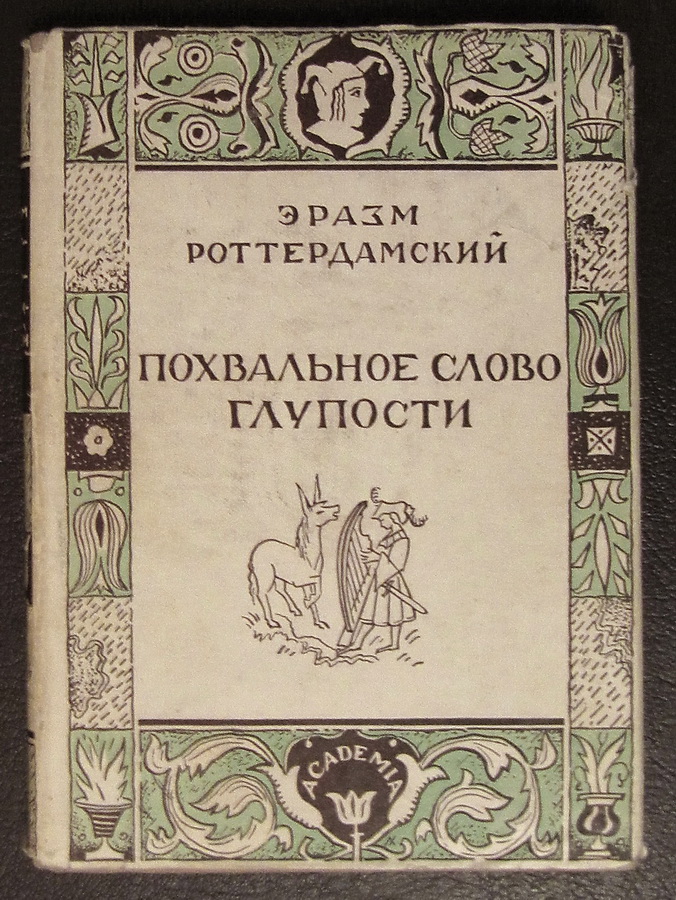 ЭРАЗМ
РОТТЕРДАМСКИЙ
ПОХВАЛЬНОЕ СЛОВО
ГЛУПОСТИ
ACADEMIA